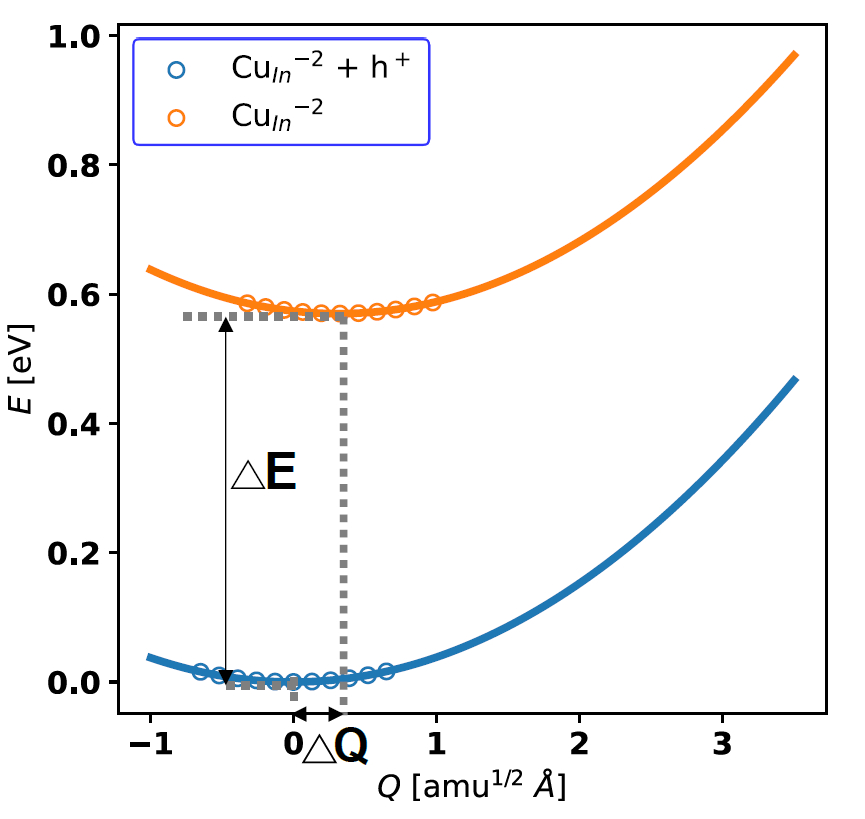 Cu_In^−2 + h^+
Cu_In^−2
1.0
0.8
0.6
0.4
0.2
0.0
E [eV]
△E
−1
0
1
2
3
△Q
Q [amu^1/2 Å]